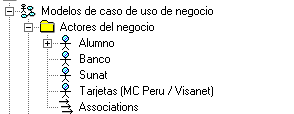 Modelos de caso de uso de negocio
Actores del negocio
Alumno
Banco
Sunat
Tarjetas (MC Peru / Visanet)
Associations